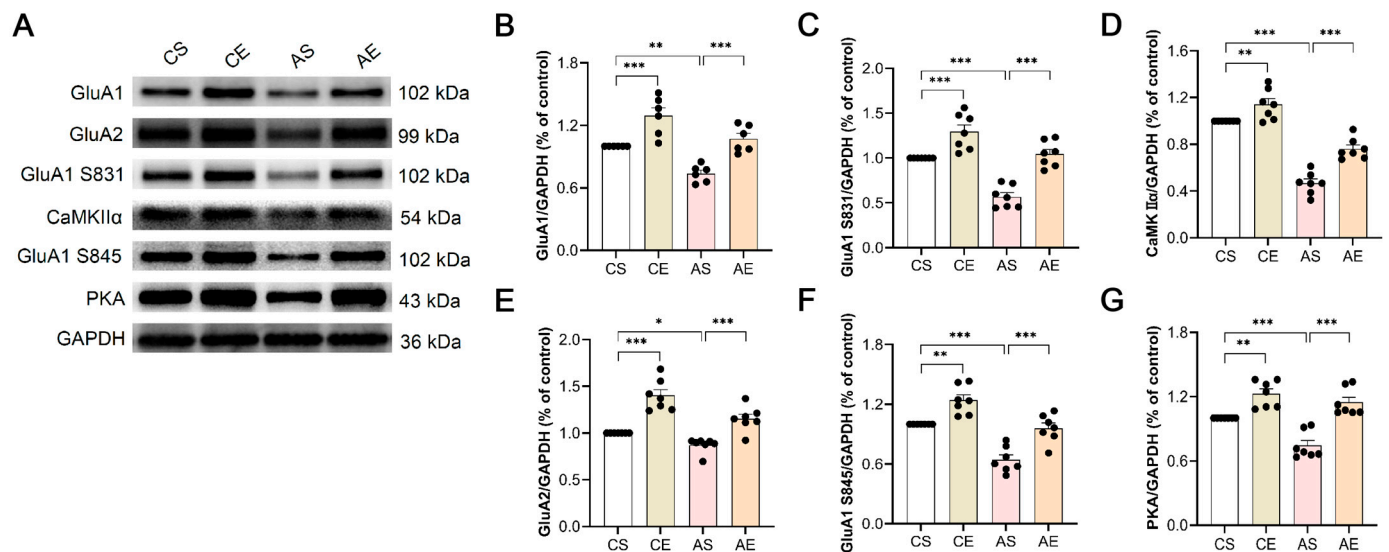 A
CS CE AS AE
GluA1 102 kDa
GluA2 99 kDa
GluA1 S831 102 kDa
CaMKIIα 54 kDa
GluA1 S845 102 kDa
PKA 43 kDa
GAPDH 36 kDa
B
GluA1/GAPDH (% of control)
1.8
1.2
0.6
0.0
** ***
***
CS CE AS AE
C
GluA1 S831/GAPDH (% of control)
2.0
1.5
1.0
0.5
0.0
*** ***
***
CS CE AS AE
D
CaMK IIα/GAPDH (% of control)
1.6
1.2
0.8
0.4
0.0
*** ***
**
CS CE AS AE
E
GluA2/GAPDH (% of control)
2.0
1.5
1.0
0.5
0.0
* ***
***
CS CE AS AE
F
GluA1 S845/GAPDH (% of control)
1.8
1.2
0.6
0.0
*** ***
**
CS CE AS AE
G
PKA/GAPDH (% of control)
1.8
1.2
0.6
0.0
*** ***
**
CS CE AS AE